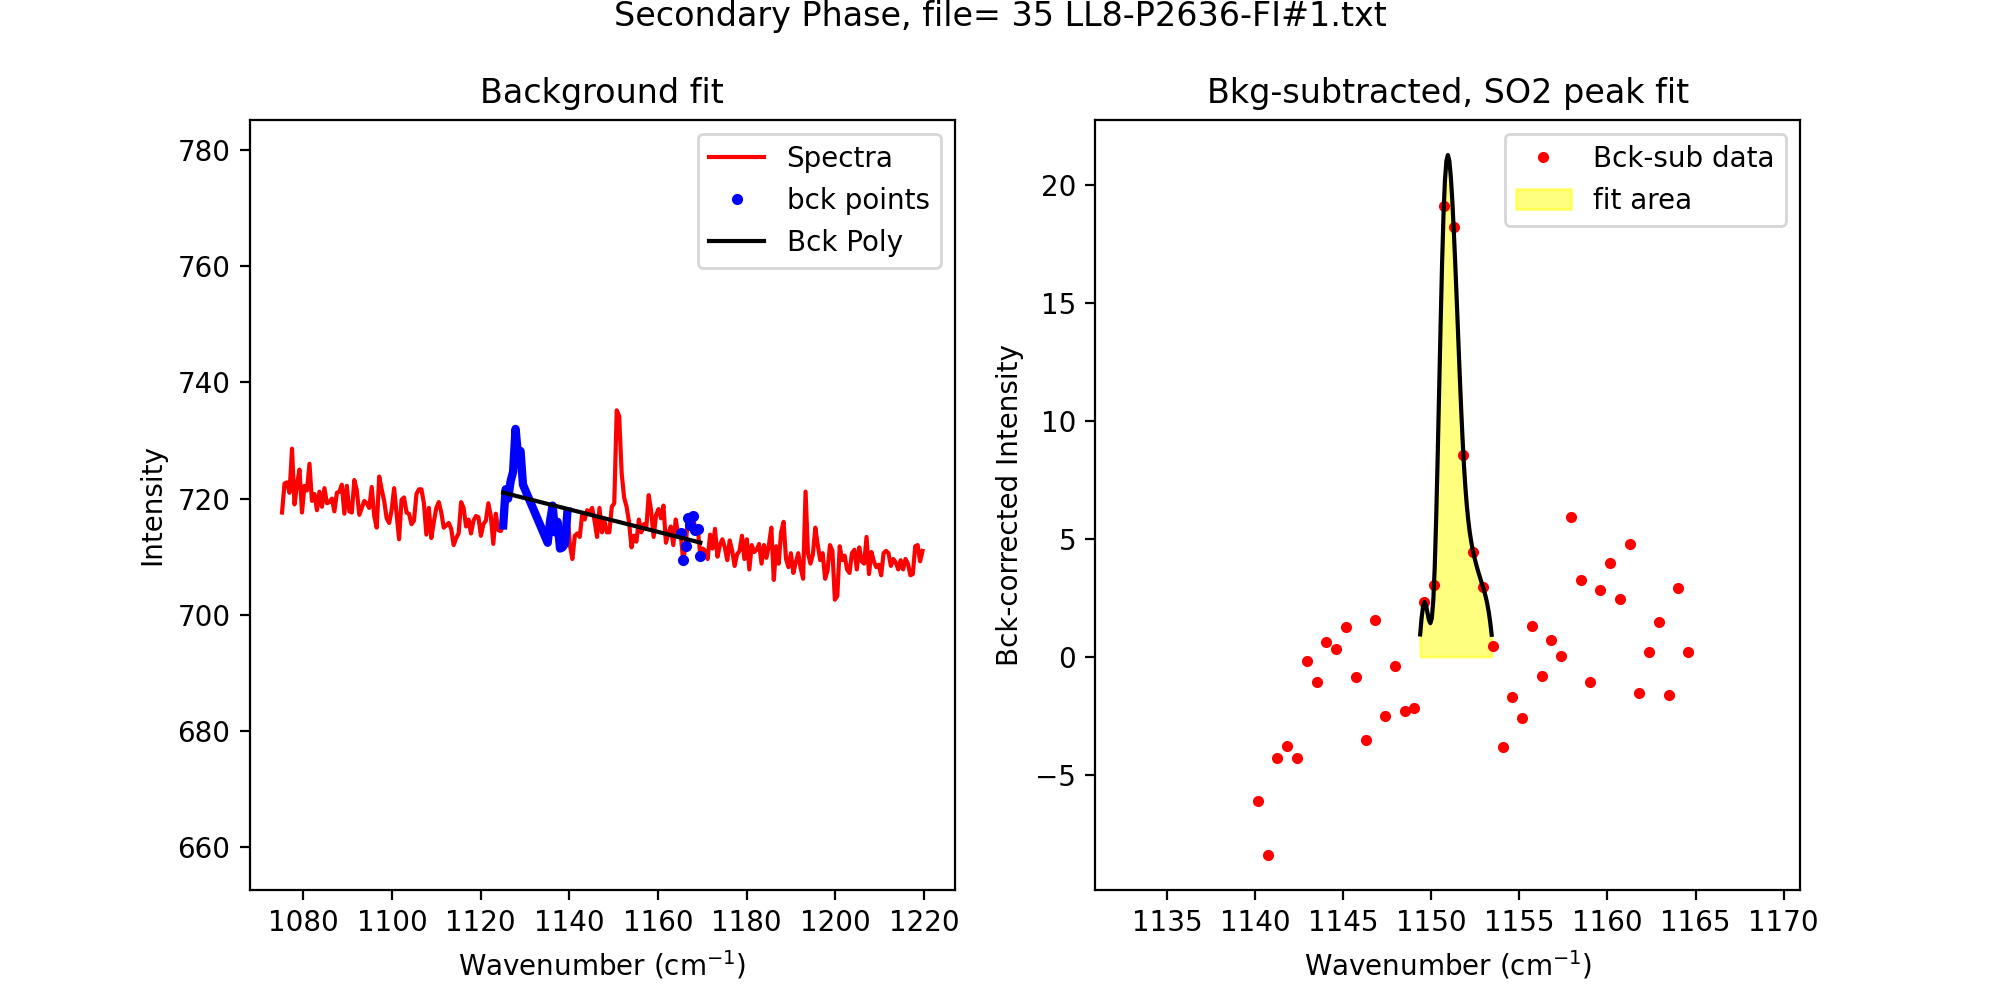 Secondary Phase, file= 35 LL8-P2636-FI#1.txt
Background fit
Intensity
780
760
740
720
700
680
660
Spectra
bck points
Bck Poly
1080 1100 1120 1140 1160 1180 1200 1220
Wavenumber (cm⁻¹)
Bkg-subtracted, SO2 peak fit
Bck-corrected Intensity
20
15
10
5
0
−5
Bck-sub data
fit area
1135 1140 1145 1150 1155 1160 1165 1170
Wavenumber (cm⁻¹)